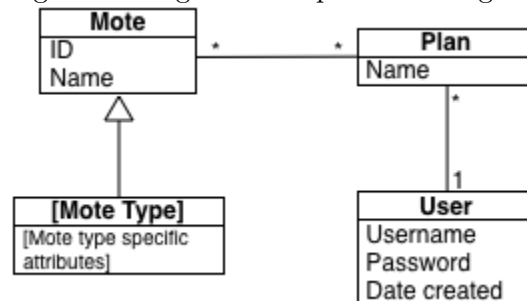 Mote
ID
Name
*
*
Plan
Name
*
1
[Mote Type]
[Mote type specific
attributes]
User
Username
Password
Date created